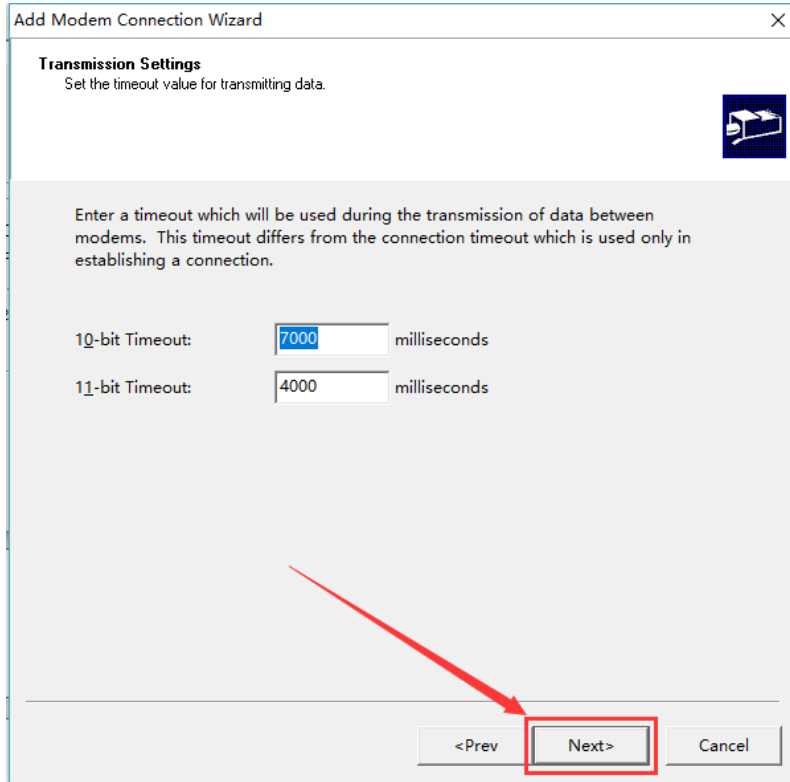 Add Modem Connection Wizard
Transmission Settings
Set the timeout value for transmitting data.
Enter a timeout which will be used during the transmission of data between
modems. This timeout differs from the connection timeout which is used only in
establishing a connection.
10-bit Timeout: 7000 milliseconds
11-bit Timeout: 4000 milliseconds
<Prev Next> Cancel